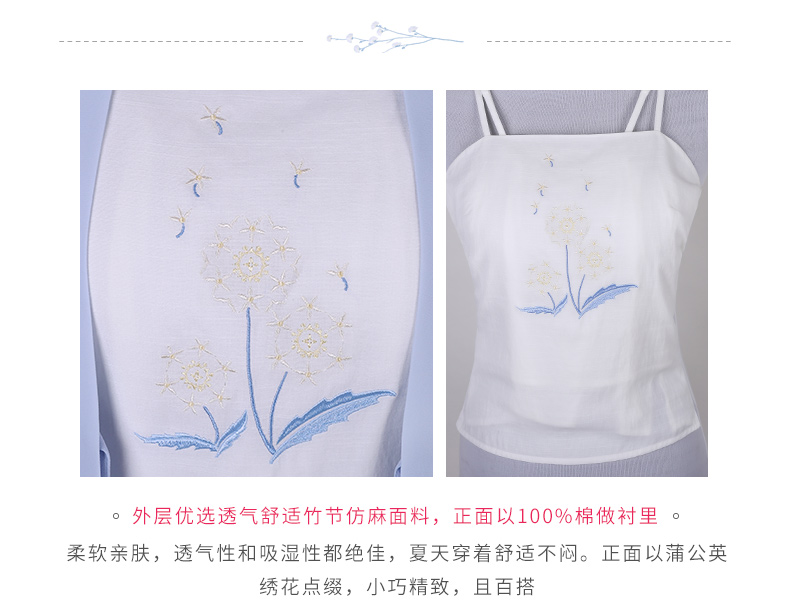 外层优选透气舒适竹节仿麻面料，正面以100%棉做衬里
柔软亲肤，透气性和吸湿性都绝佳，夏天穿着舒适不闷。正面以蒲公英
绣花点缀，小巧精致，且百搭